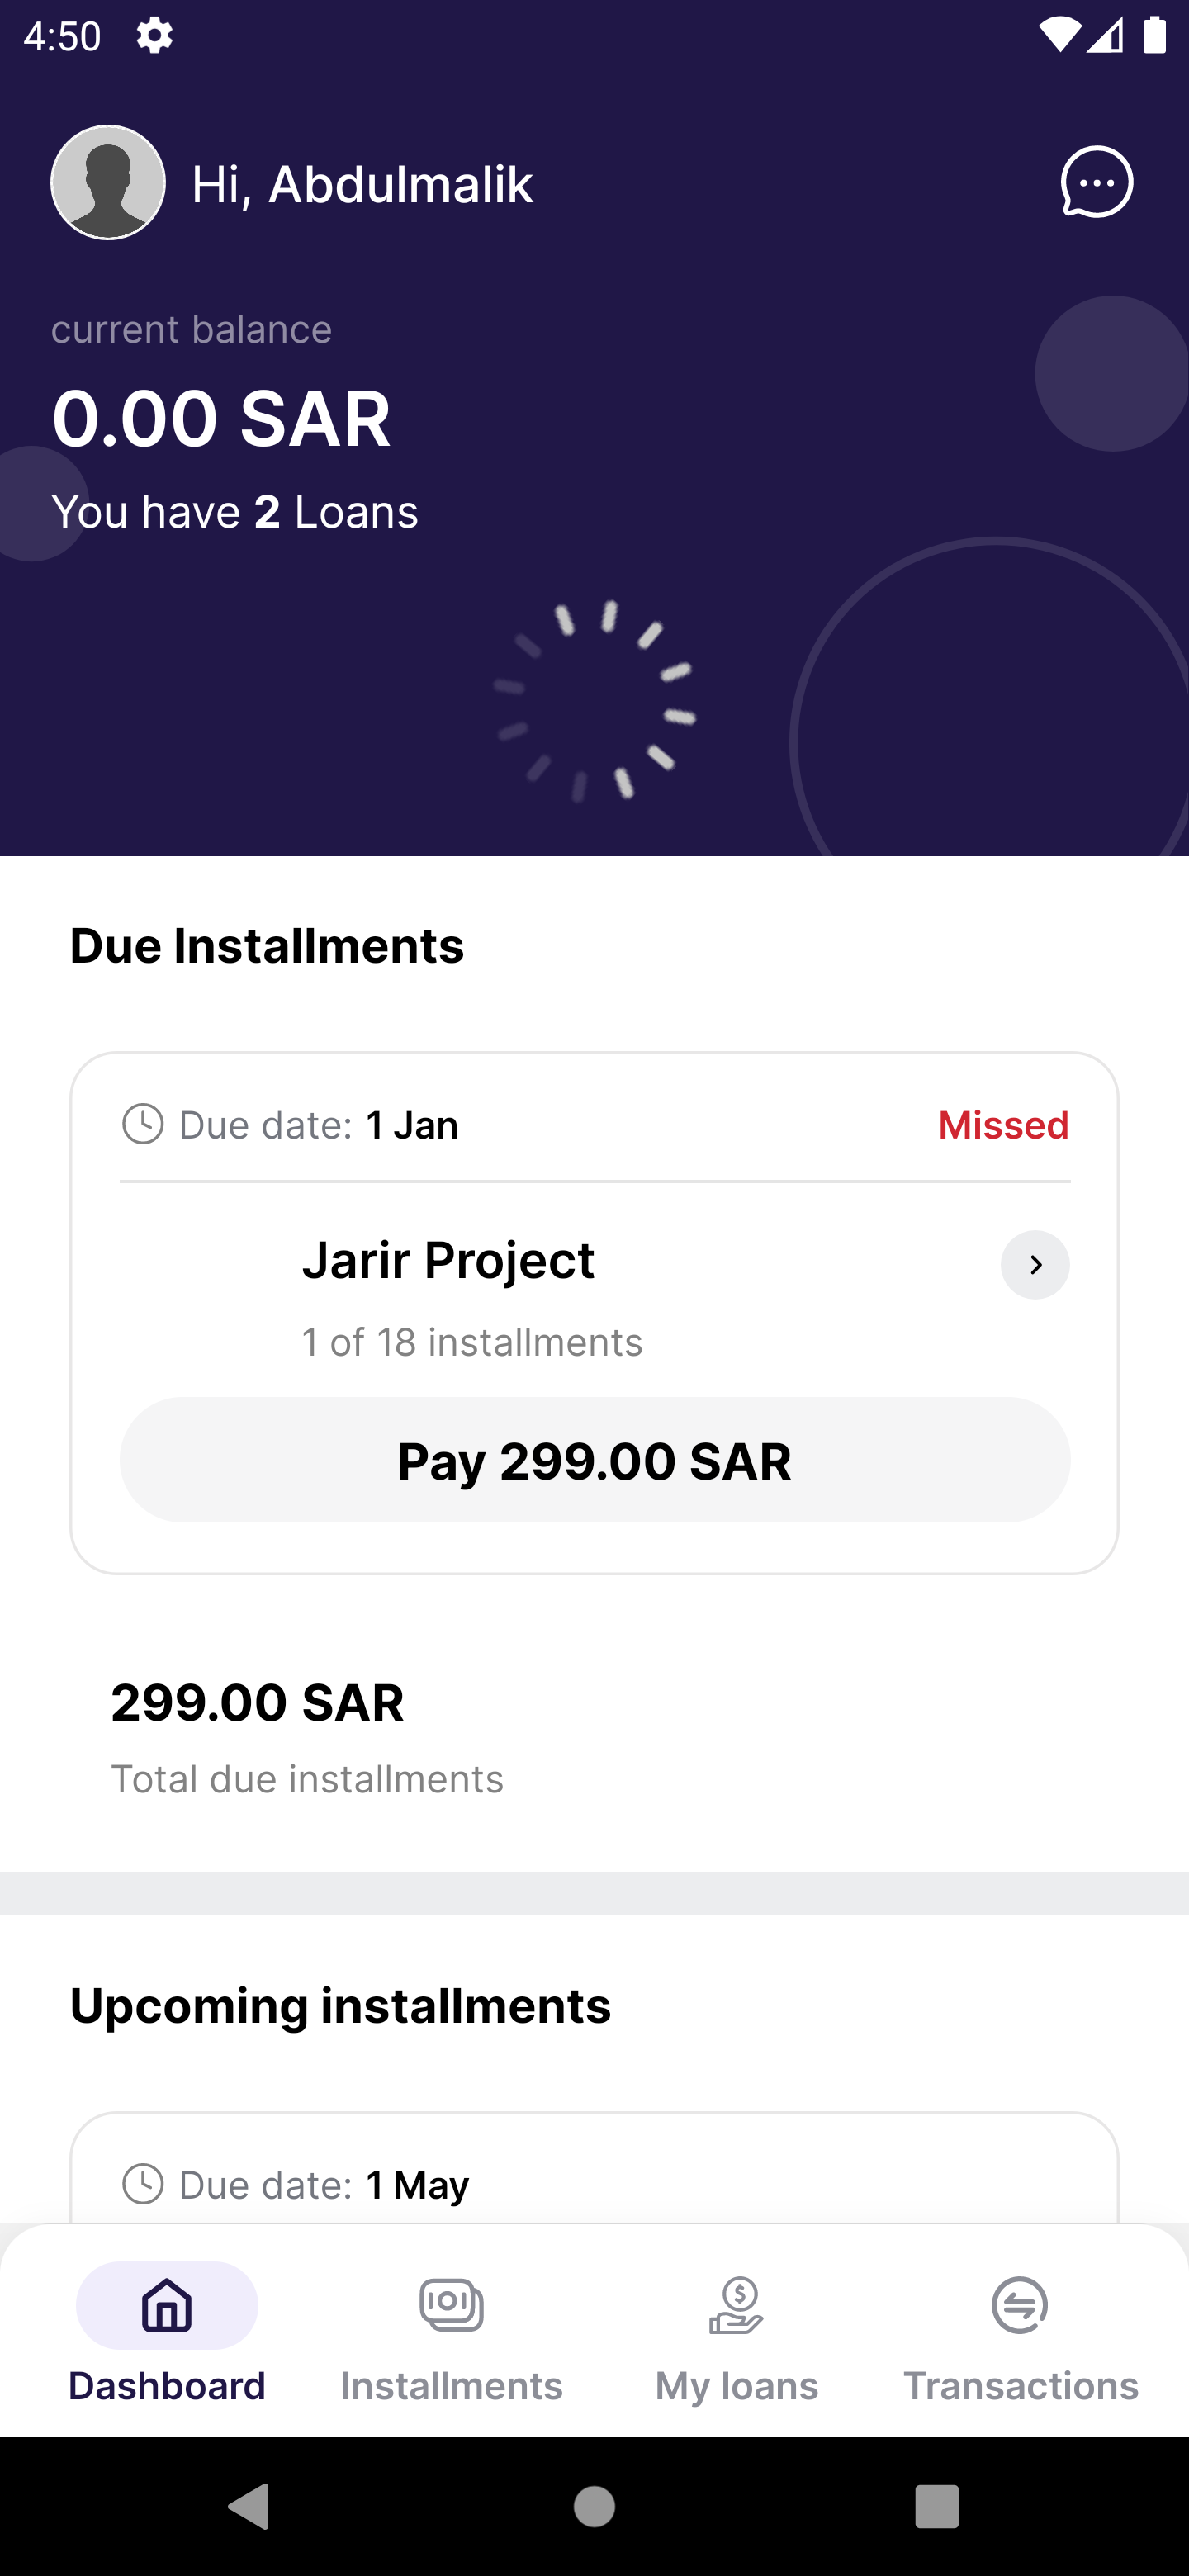 4:50
Hi, Abdulmalik
current balance
0.00 SAR
You have 2 Loans
Due Installments
Due date: 1 Jan
Missed
Jarir Project
1 of 18 installments
Pay 299.00 SAR
299.00 SAR
Total due installments
Upcoming installments
Due date: 1 May
Dashboard
Installments
My loans
Transactions